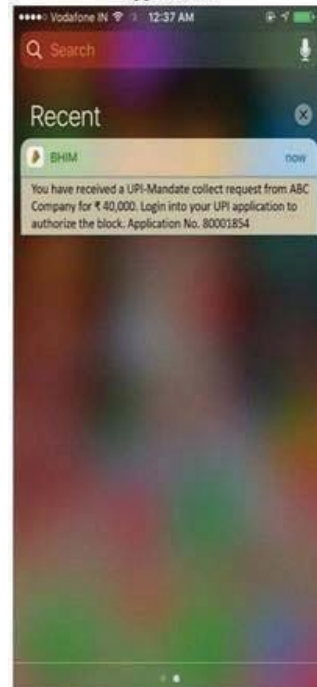 Vodafone IN 12:37 AM
Search
Recent
BHIM now
You have received a UPI-Mandate collect request from ABC
Company for ₹ 40,000. Login into your UPI application to
authorize the block. Application No. 80001854